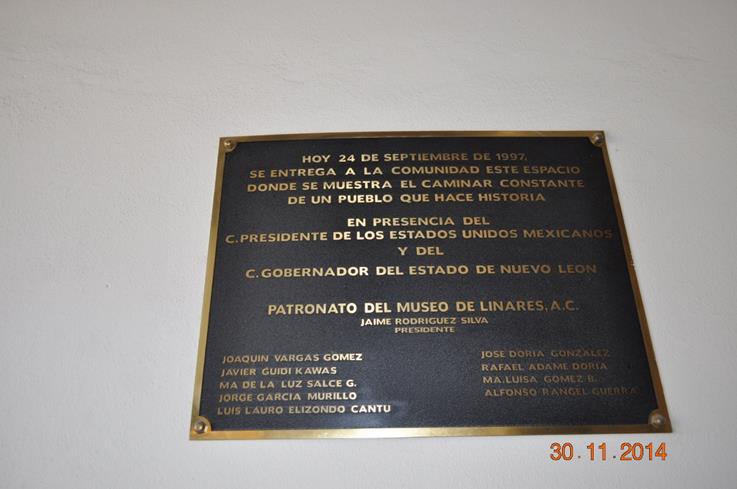 HOY 24 DE SEPTIEMBRE DE 1997,
SE ENTREGA A LA COMUNIDAD ESTE ESPACIO
DONDE SE MUESTRA EL CAMINAR CONSTANTE
DE UN PUEBLO QUE HACE HISTORIA
EN PRESENCIA DEL
C.PRESIDENTE DE LOS ESTADOS UNIDOS MEXICANOS
Y DEL
C.GOBERNADOR DEL ESTADO DE NUEVO LEON
PATRONATO DEL MUSEO DE LINARES, A.C.
JAIME RODRIGUEZ SILVA
PRESIDENTE
JOAQUIN VARGAS GOMEZ
JAVIER GUIDI KAWAS
MA DE LA LUZ SALCE G.
JORGE GARCIA MURILLO
LUIS LAURO ELIZONDO CANTU
JOSE DORIA GONZALEZ
RAFAEL ADAME DORIA
MA.LUISA GOMEZ B.
ALFONSO RANGEL GUERRA
30.11.2014